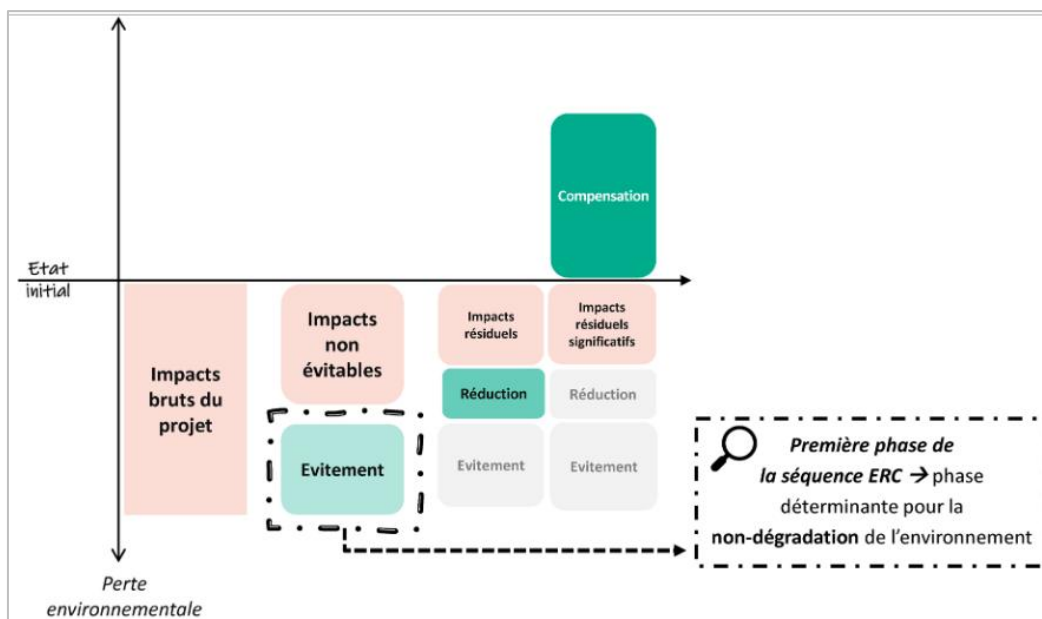 Compensation
Etat
initial
Impacts
bruts du
projet
Impacts
non
évitables
Evitement
Impacts
résiduels
Réduction
Evitement
Impacts
résiduels
significatifs
Réduction
Evitement
Première phase de
la séquence ERC → phase
déterminante pour la
non-dégradation de l'environnement
Perte
environnementale